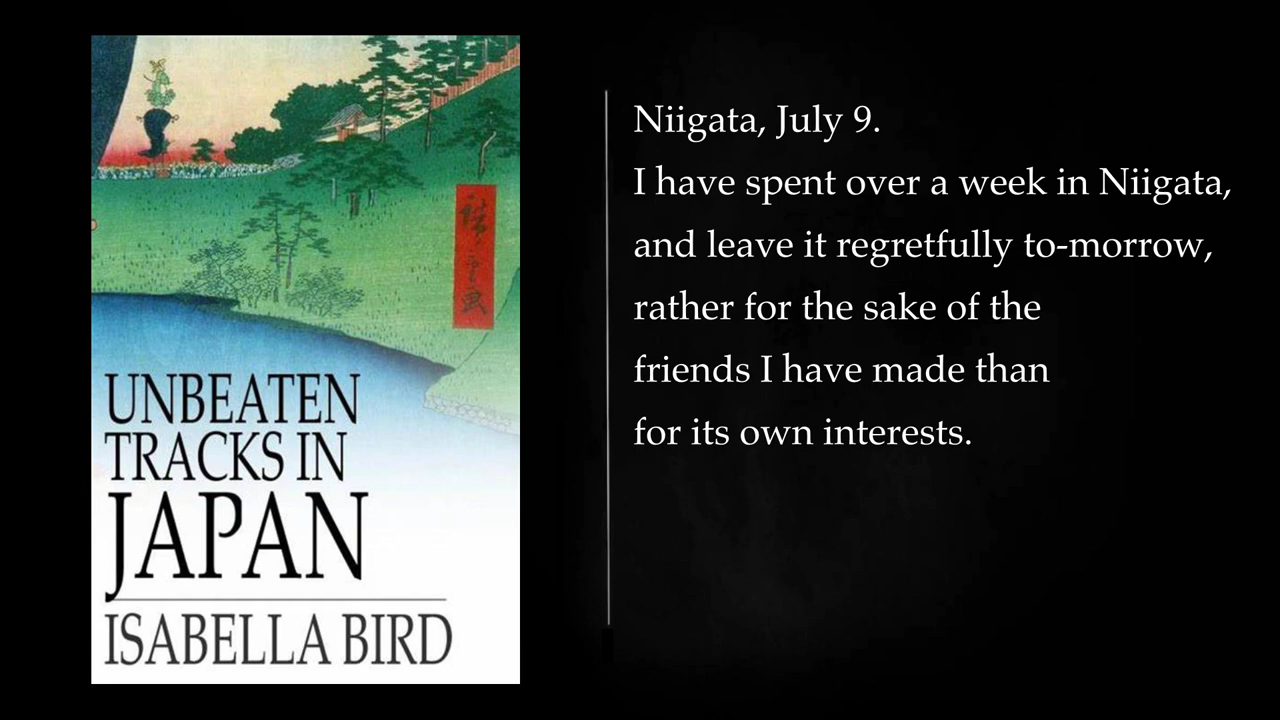 UNBEATEN
TRACKS IN
JAPAN
ISABELLA BIRD
Niigata, July 9.
I have spent over a week in Niigata,
and leave it regretfully to-morrow,
rather for the sake of the
friends I have made than
for its own interests.